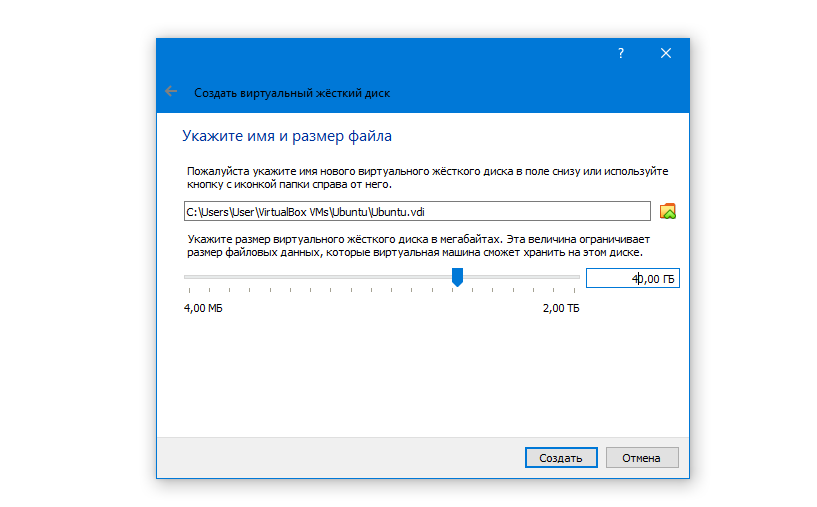 ?
Создать виртуальный жёсткий диск
Укажите имя и размер файла
Пожалуйста укажите имя нового виртуального жёсткого диска в поле снизу или используйте
кнопку с иконкой папки справа от него.
C:\Users\User\VirtualBox VMs\Ubuntu\Ubuntu.vdi
Укажите размер виртуального жёсткого диска в мегабайтах. Эта величина ограничивает
размер файловых данных, которые виртуальная машина сможет хранить на этом диске.
40,00 ГБ
4,00 МБ
2,00 ТБ
Создать
Отмена